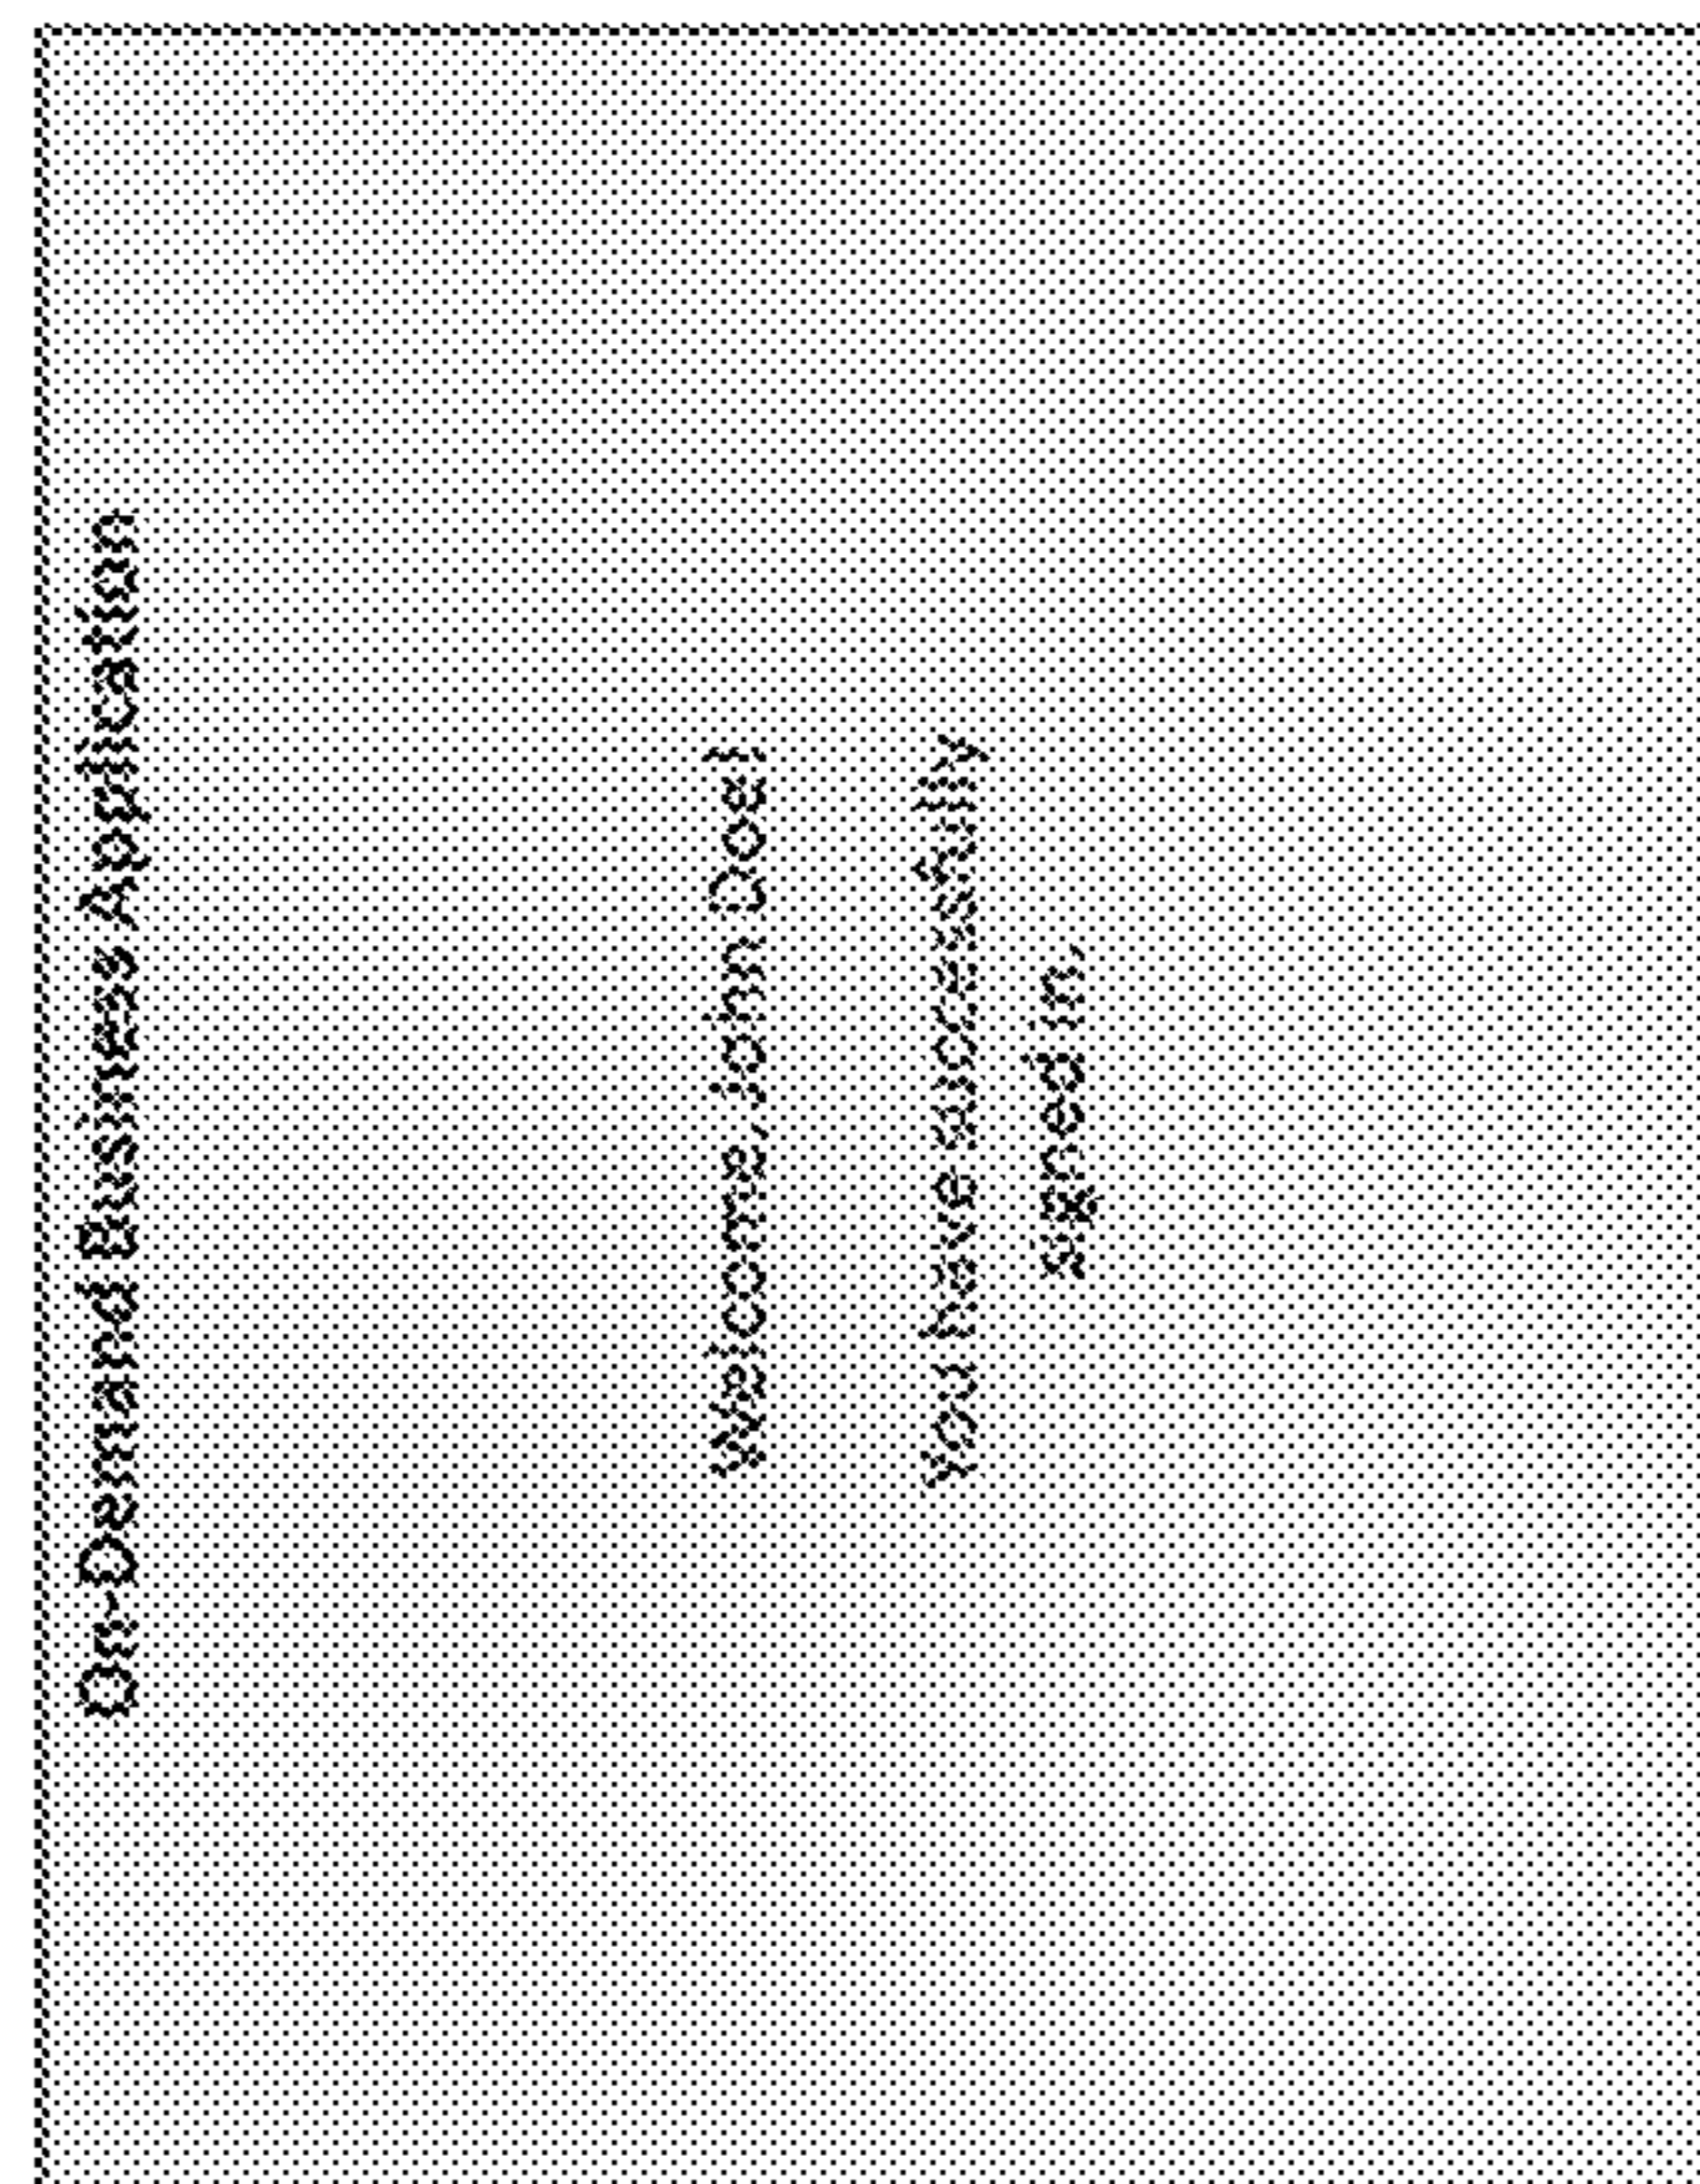 On-Demand Business Application
Welcome, John Doe!
You have successfully
signed in.